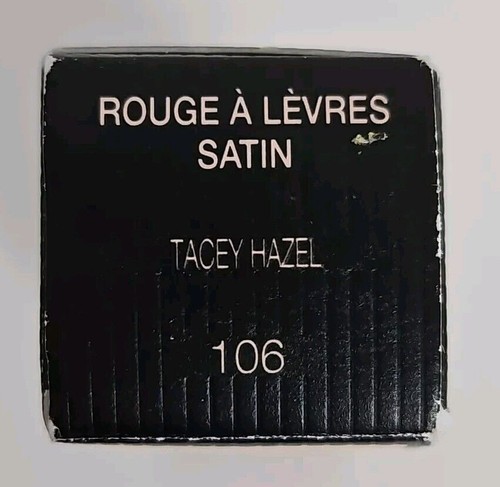 ROUGE À LÈVRES
SATIN
TACEY HAZEL
106